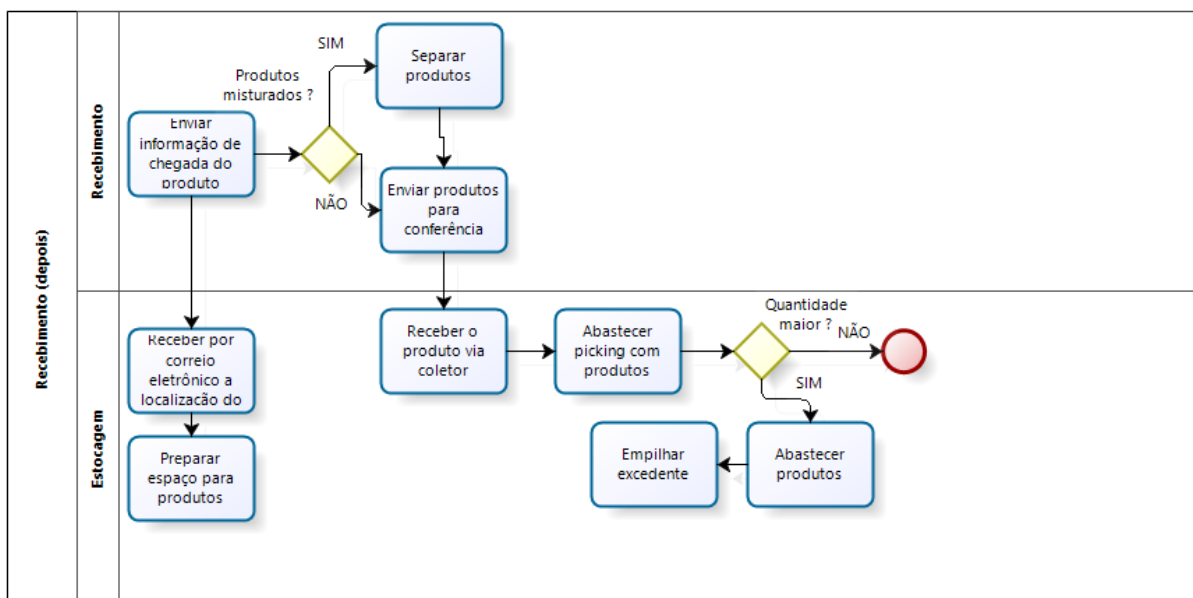 Recebimento (depois)
Recebimento
Enviar
informação de
chegada do
produto
Produtos
misturados ?
SIM
NÃO
Separar
produtos
Enviar produtos
para
conferência
Estocagem
Receber por
correio
eletrônico a
localização do
Preparar
espaço para
produtos
Receber o
produto via
coletor
Abastecer
picking com
produtos
Quantidade
maior ?
NÃO
SIM
Abastecer
produtos
Empilhar
excedente